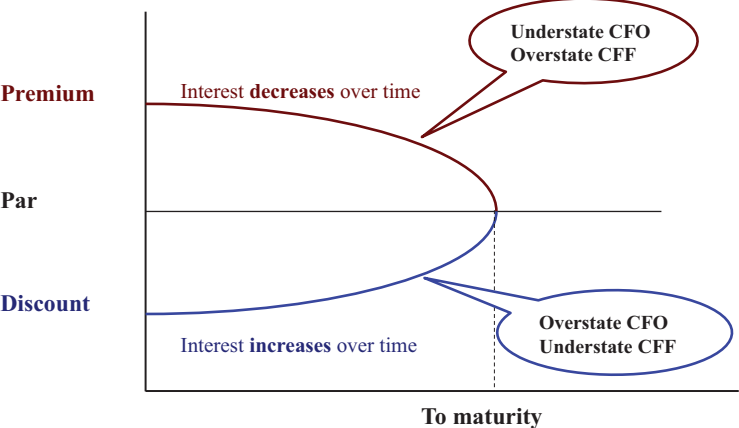 Understate CFO
Overstate CFF
Premium
Interest decreases over time
Par
Discount
Overstate CFO
Understate CFF
Interest increases over time
To maturity